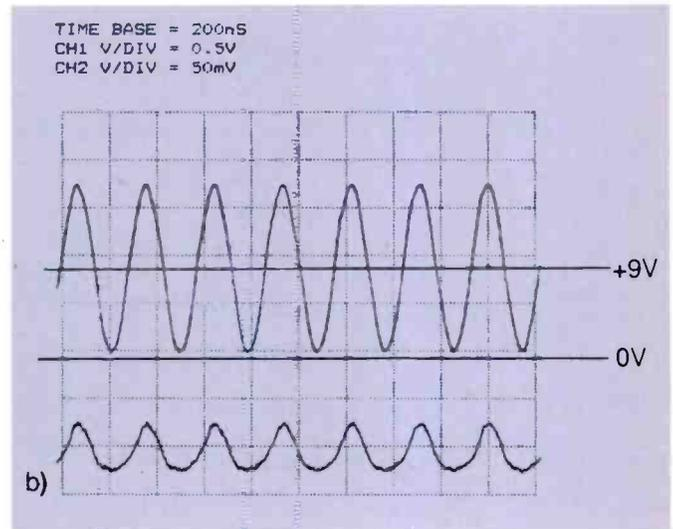 TIME BASE = 200nS
CH1 V/DIV = 0.5V
CH2 V/DIV = 50mV
+9V
0V
b)